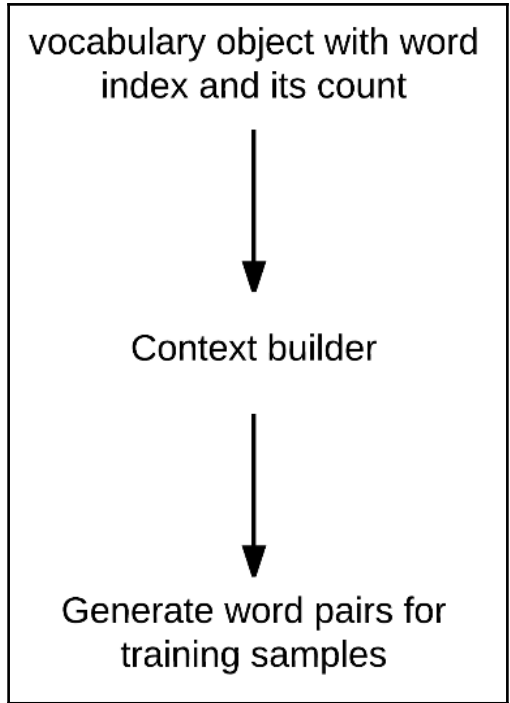 vocabulary object with word
index and its count
Context builder
Generate word pairs for
training samples